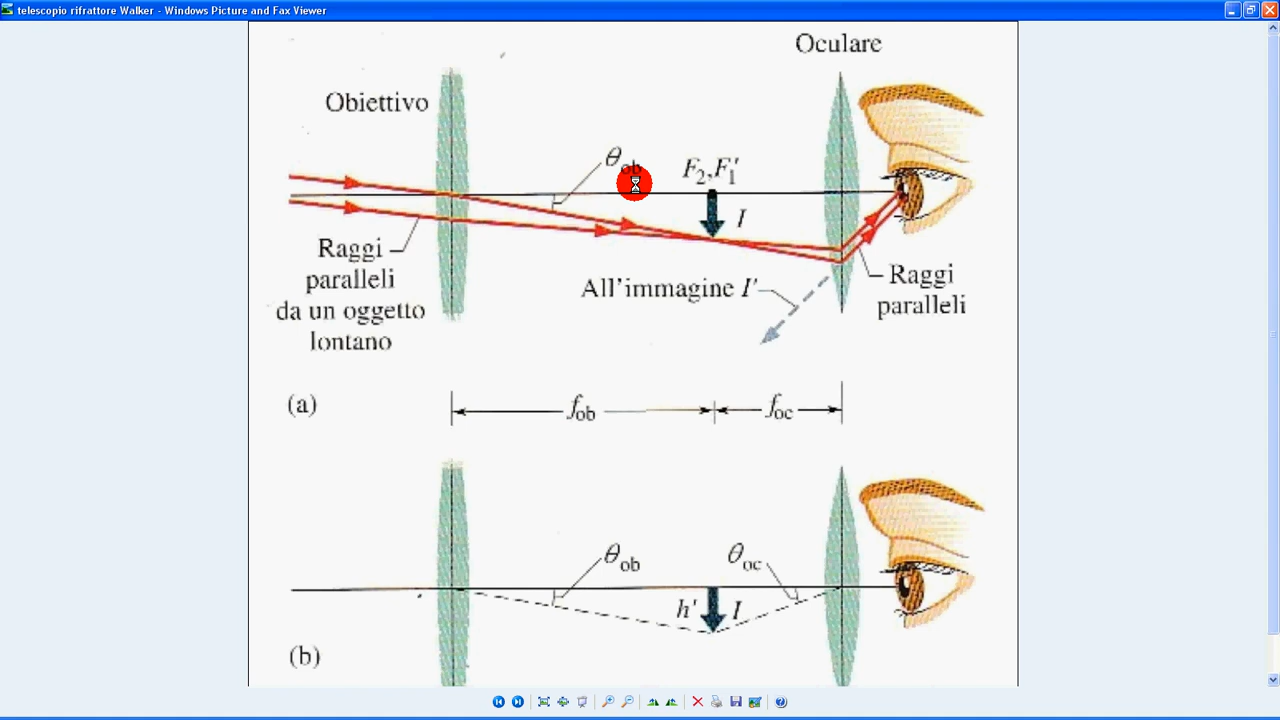 telescopio rifrattore Walker - Windows Picture and Fax Viewer
Oculare
Obiettivo
θob
F2,F1′
I
Raggi
paralleli
da un oggetto
lontano
All'immagine I′
Raggi
paralleli
(a)
fob
foc
θob
θoc
h′
I
(b)